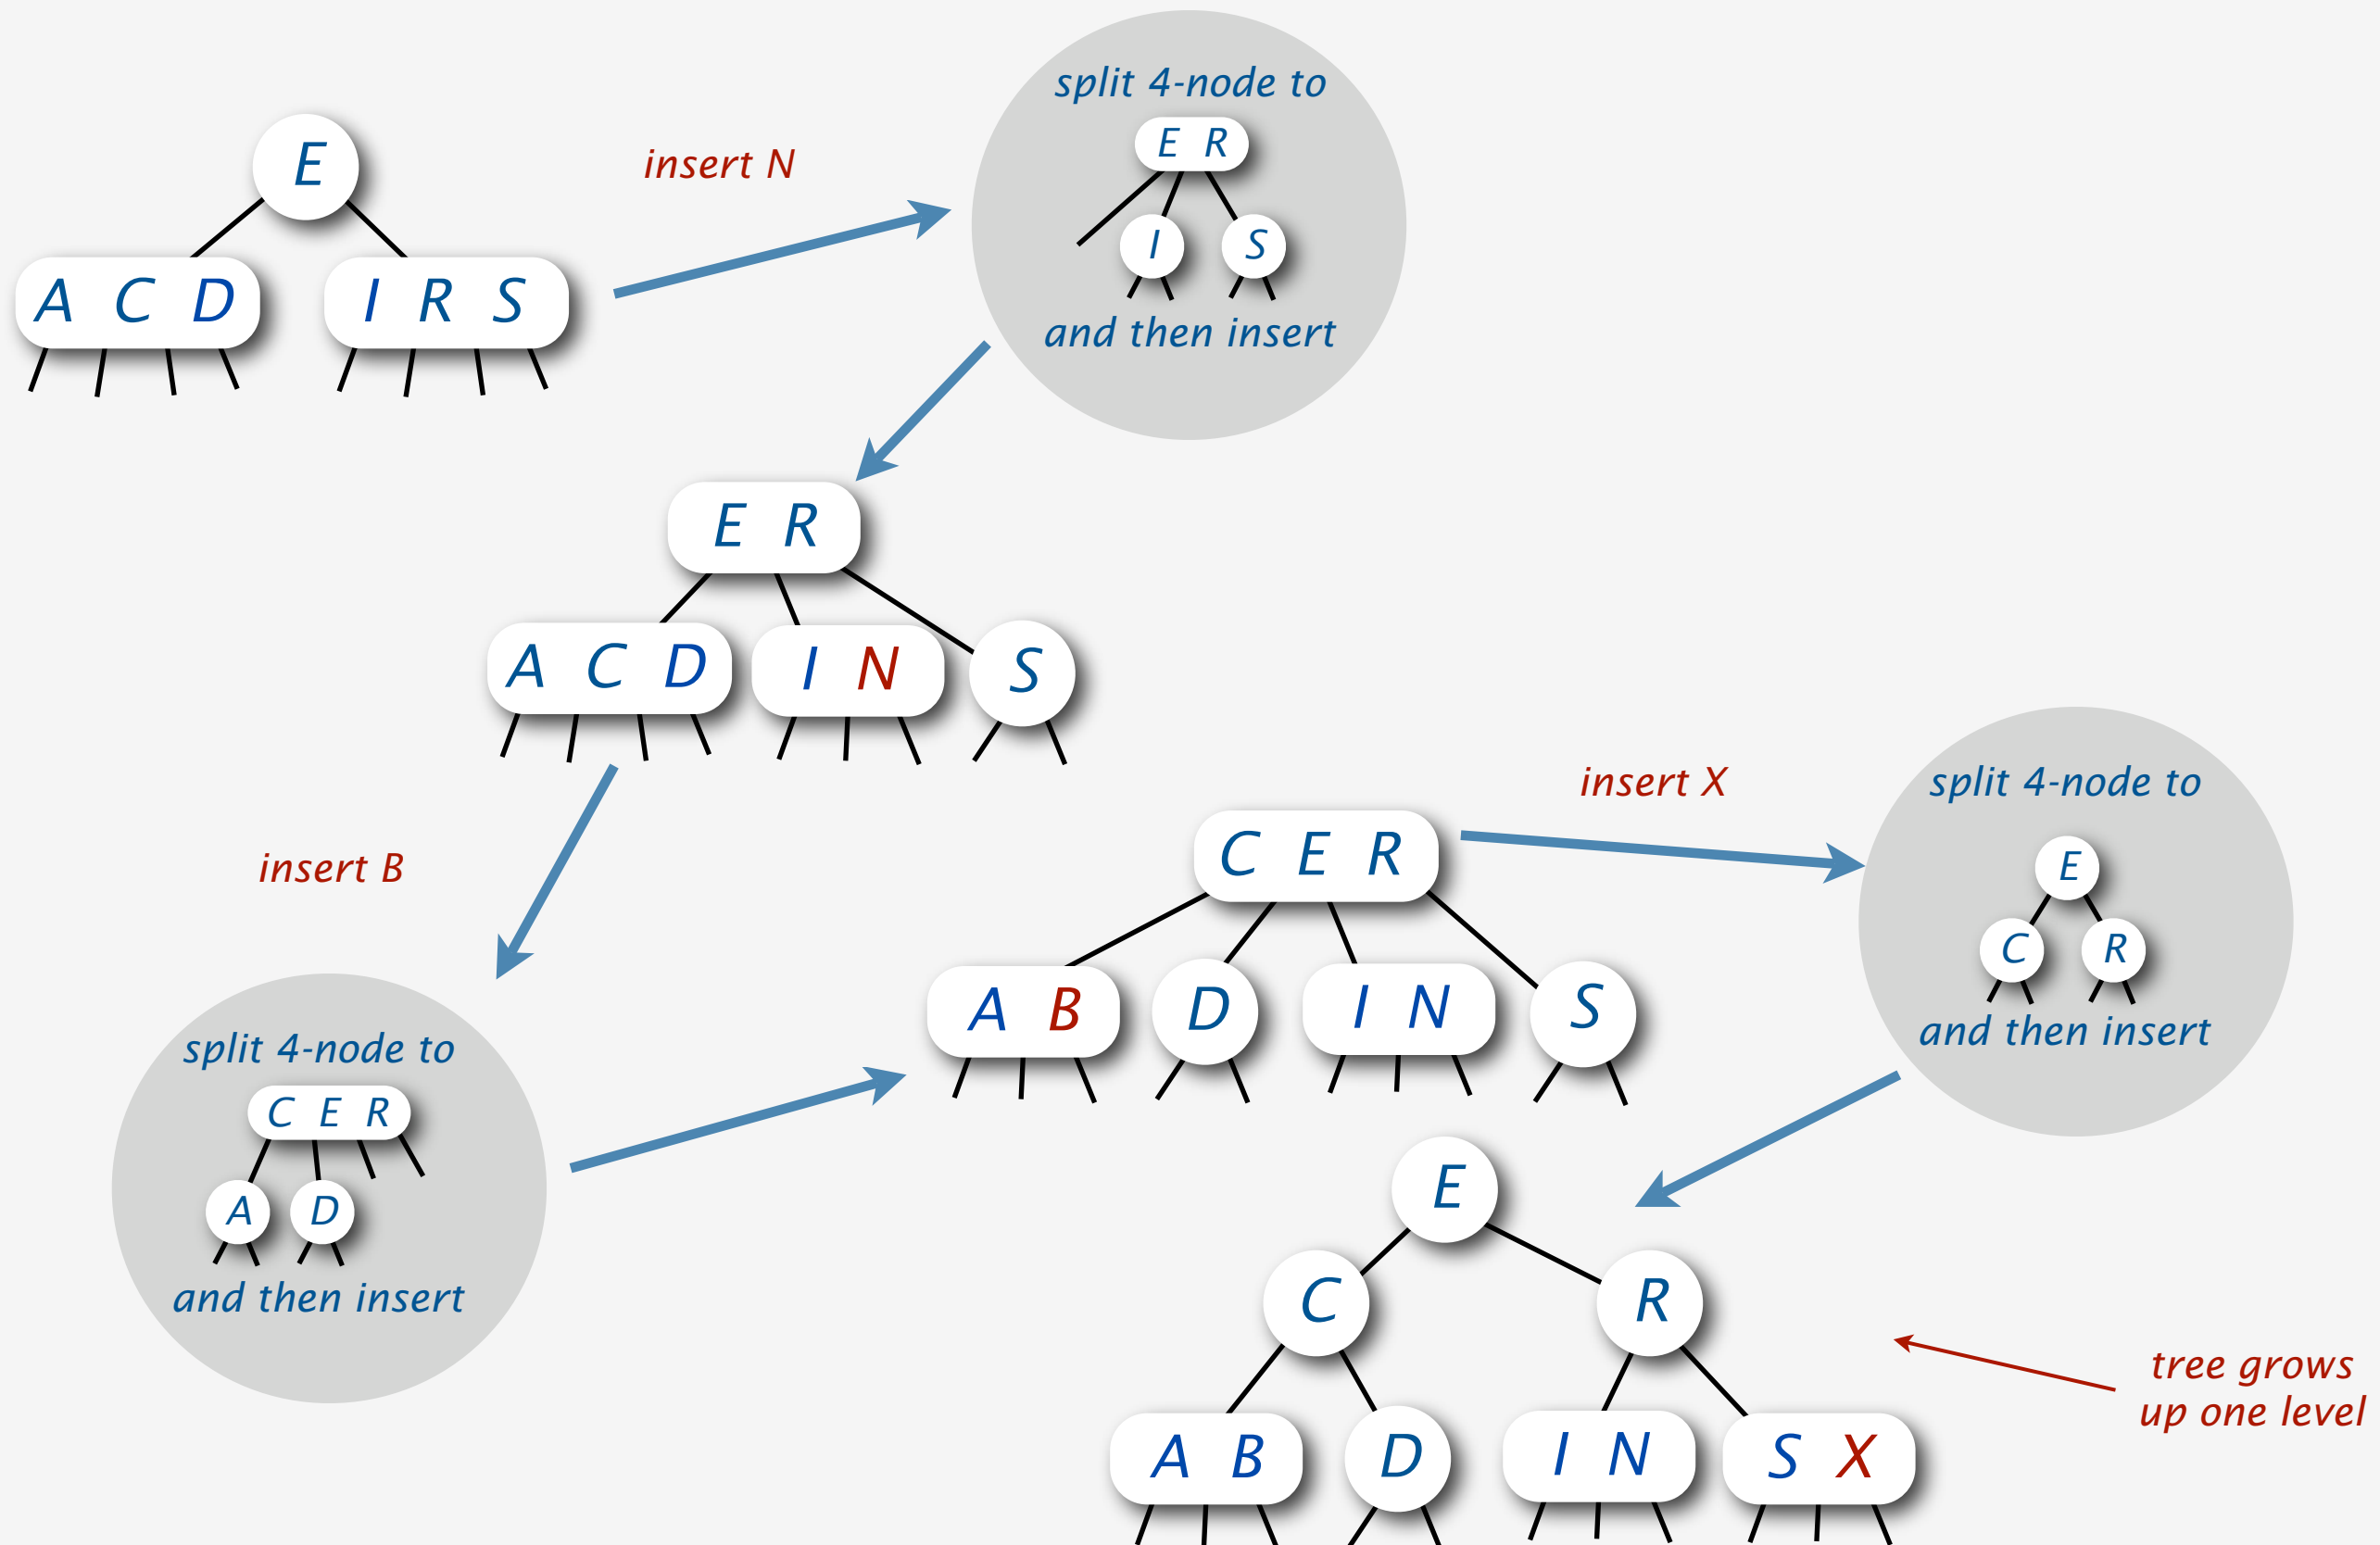 E
A C D
I R S
insert N
split 4-node to
E R
I
S
and then insert
E R
A C D
I N
S
insert B
split 4-node to
C E R
A
D
and then insert
C E R
A B
D
I N
S
insert X
split 4-node to
E
C
R
and then insert
E
C
R
A B
D
I N
S X
tree grows
up one level